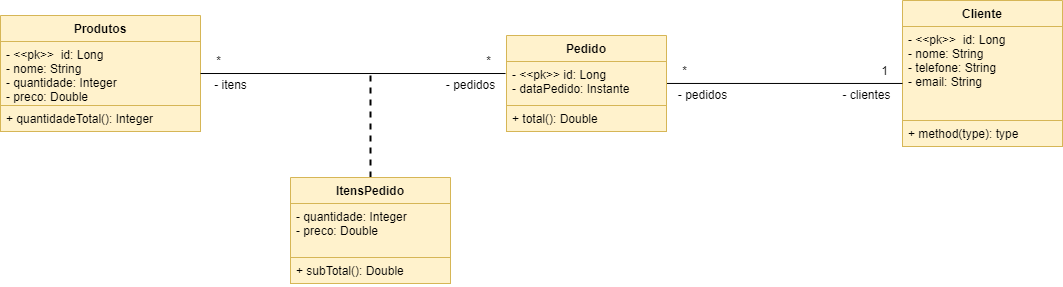 Produtos
- <<pk>>  id: Long
- nome: String
- quantidade: Integer
- preco: Double
+ quantidadeTotal(): Integer
*
- itens
*
- pedidos
Pedido
- <<pk>> id: Long
- dataPedido: Instante
+ total(): Double
*
- pedidos
1
- clientes
Cliente
- <<pk>>  id: Long
- nome: String
- telefone: String
- email: String
+ method(type): type
ItensPedido
- quantidade: Integer
- preco: Double
+ subTotal(): Double